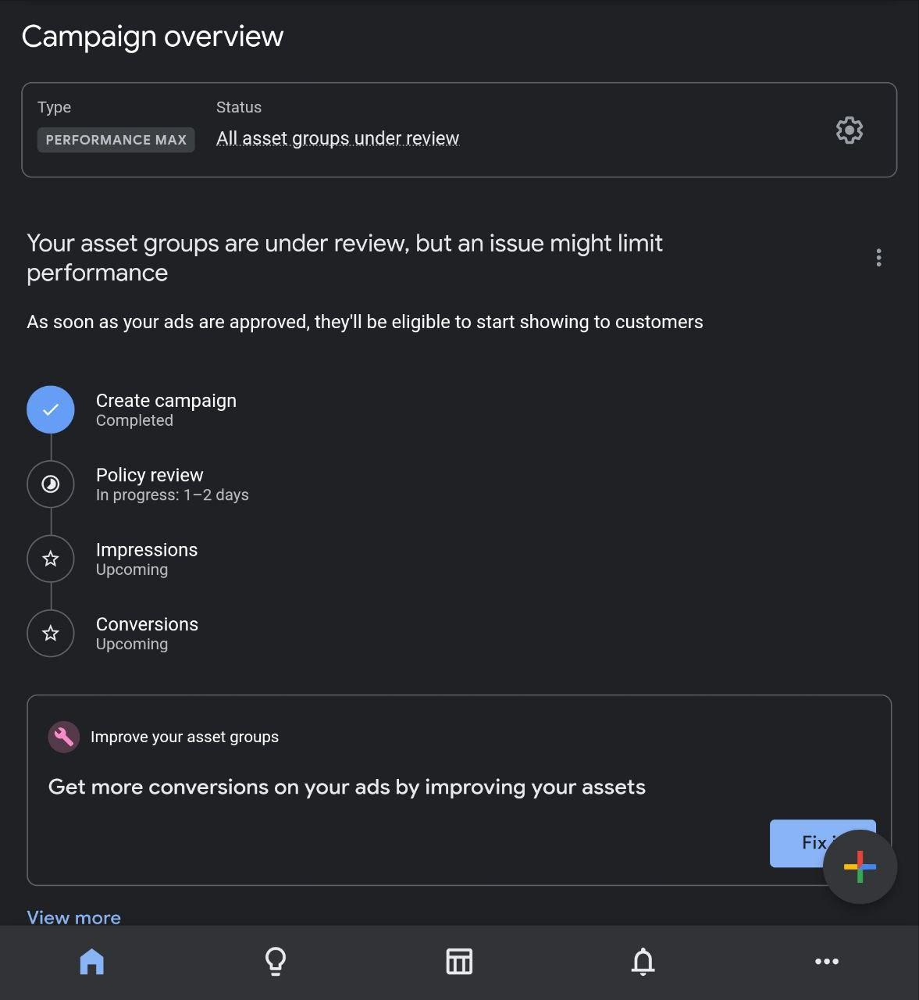 Campaign overview
Type
Status
PERFORMANCE MAX
All asset groups under review
Your asset groups are under review, but an issue might limit
performance
As soon as your ads are approved, they'll be eligible to start showing to customers
Create campaign
Completed
Policy review
In progress: 1–2 days
Impressions
Upcoming
Conversions
Upcoming
Improve your asset groups
Get more conversions on your ads by improving your assets
Fix
View more